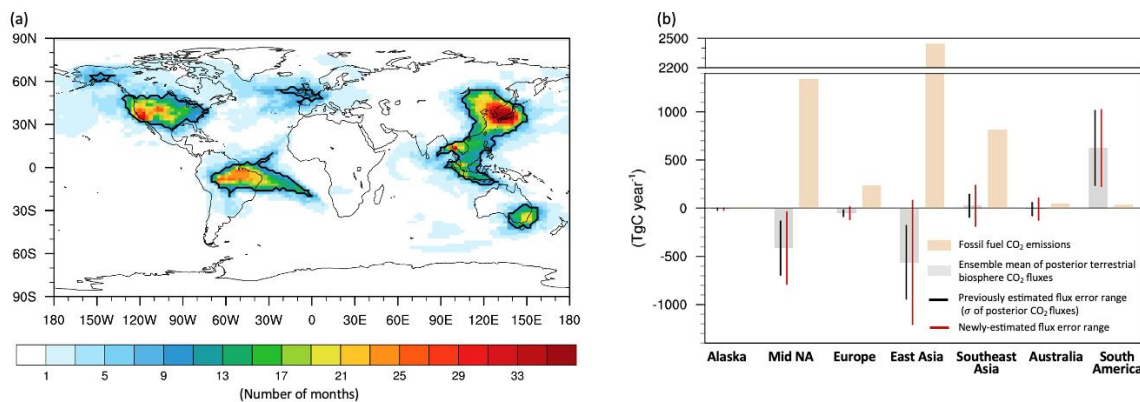 (a)
90N
60N
30N
0
30S
60S
90S
180 150W 120W 90W 60W 30W 0 30E 60E 90E 120E 150E 180
1 5 9 13 17 21 25 29 33
(Number of months)
(b)
2500
2200
1000
500
0
-500
-1000
(TgC year⁻¹)
Fossil fuel CO₂ emissions
Ensemble mean of posterior terrestrial
biosphere CO₂ fluxes
Previously estimated flux error range
(σ of posterior CO₂ fluxes)
Newly-estimated flux error range
Alaska Mid NA Europe East Asia Southeast Asia Australia South America